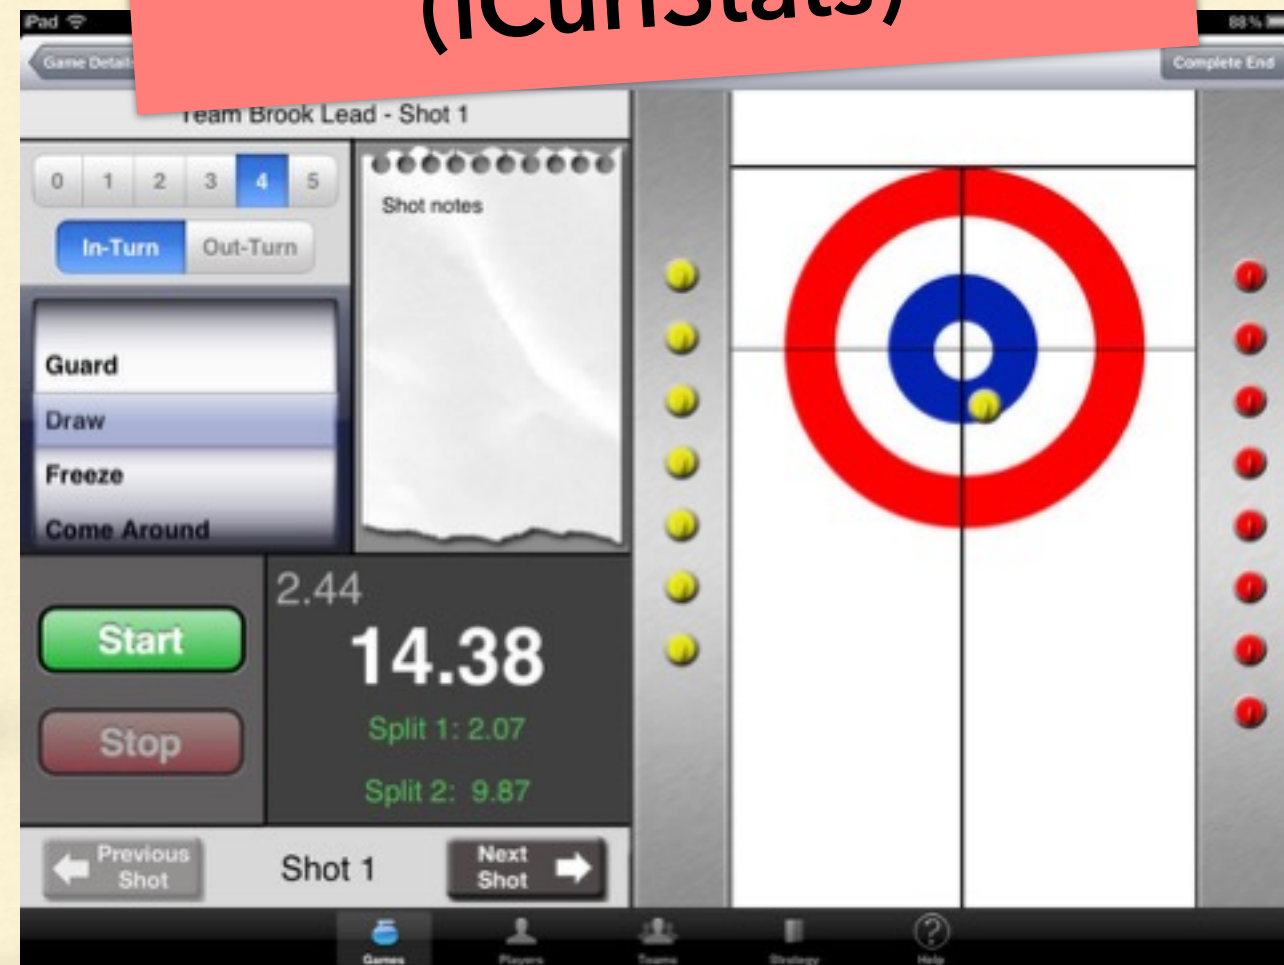 (iCurlStats)
iPad
88%
Game Details
Complete End
Team Brook Lead - Shot 1
0 1 2 3 4 5
In-Turn Out-Turn
Shot notes
Guard
Draw
Freeze
Come Around
2.44
14.38
Start
Split 1: 2.07
Stop
Split 2: 9.87
Previous
Shot
Shot 1
Next
Shot
Games Players Teams Strategy Help